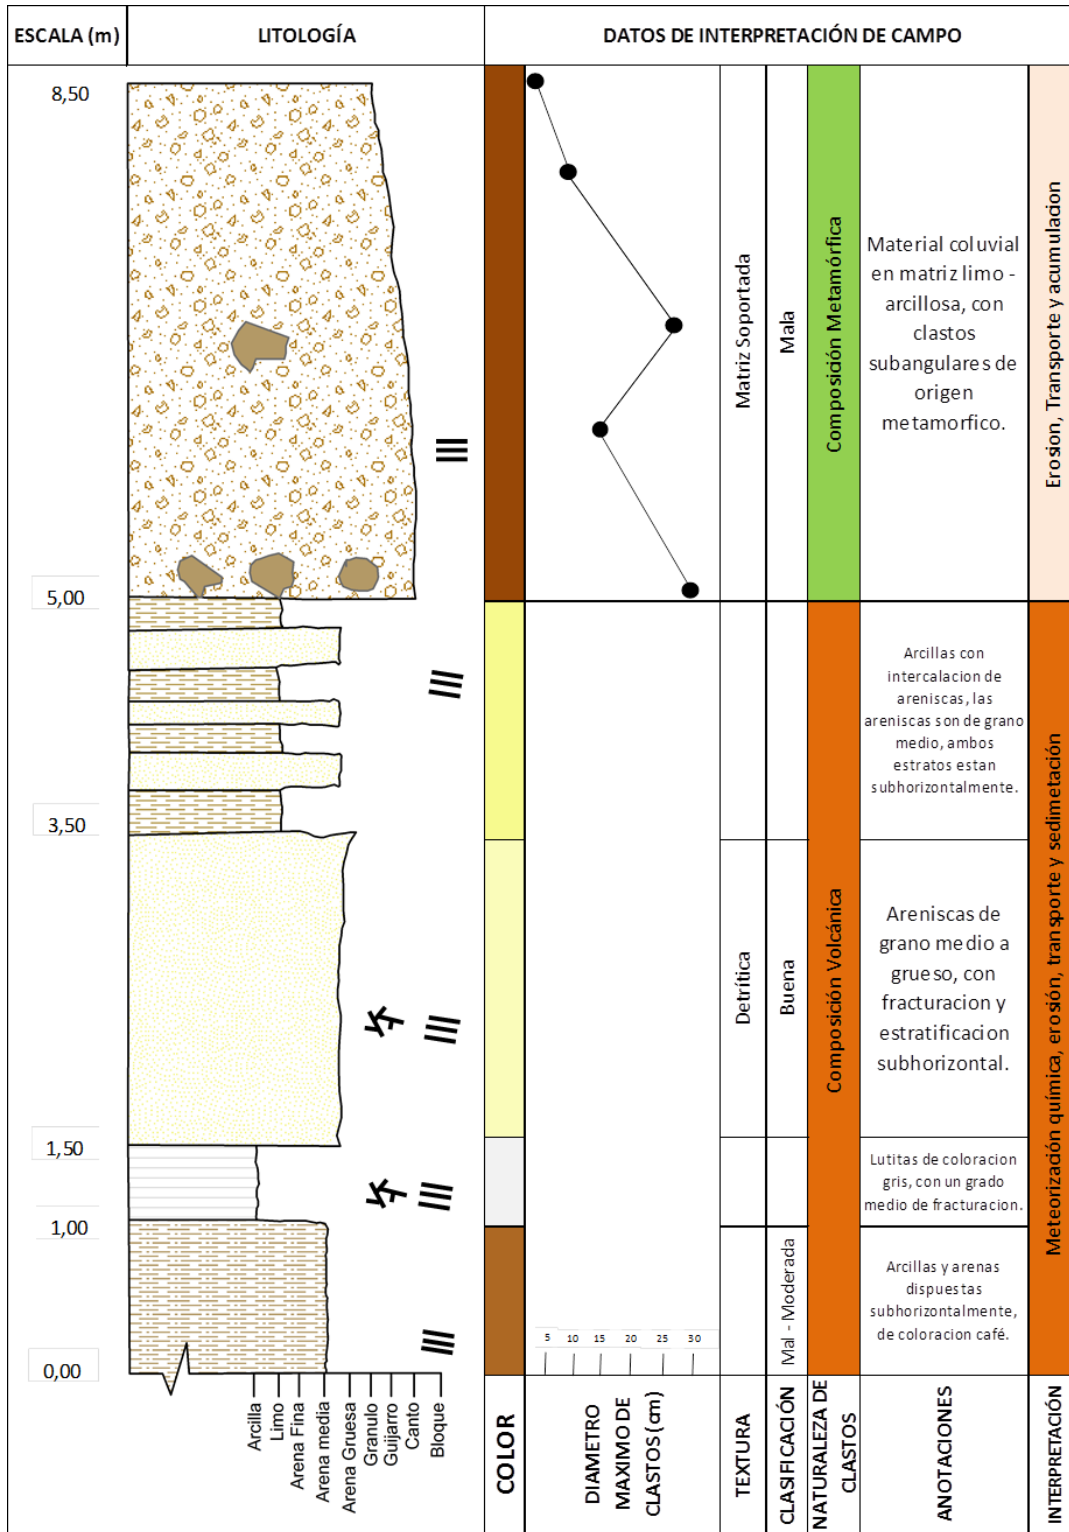 ESCALA (m)
LITOLOGÍA
DATOS DE INTERPRETACIÓN DE CAMPO
8,50
5,00
3,50
1,50
1,00
0,00
Arcilla
Limo
Arena Fina
Arena media
Arena Gruesa
Granulo
Guijarro
Canto
Bloque
5 10 15 20 25 30
Matriz Soportada
Mala
Composición Metamórfica
Material coluvial
en matriz limo -
arcillosa, con
clastos
subangulares de
origen
metamorfico.
Erosion, Transporte y acumulacion
Arcillas con
intercalacion de
areniscas, las
areniscas son de grano
medio, ambos
estratos estan
subhorizontalmente.
Detrítica
Buena
Composición Volcánica
Areniscas de
grano medio a
grueso, con
fracturacion y
estratificacion
subhorizontal.
Meteorización química, erosión, transporte y sedimetación
Lutitas de coloracion
gris, con un grado
medio de fracturacion.
Mal - Moderada
Arcillas y arenas
dispuestas
subhorizontalmente,
de coloracion café.
COLOR
DIAMETRO
MAXIMO DE
CLASTOS (cm)
TEXTURA
CLASIFICACIÓN
NATURALEZA DE
CLASTOS
ANOTACIONES
INTERPRETACIÓN